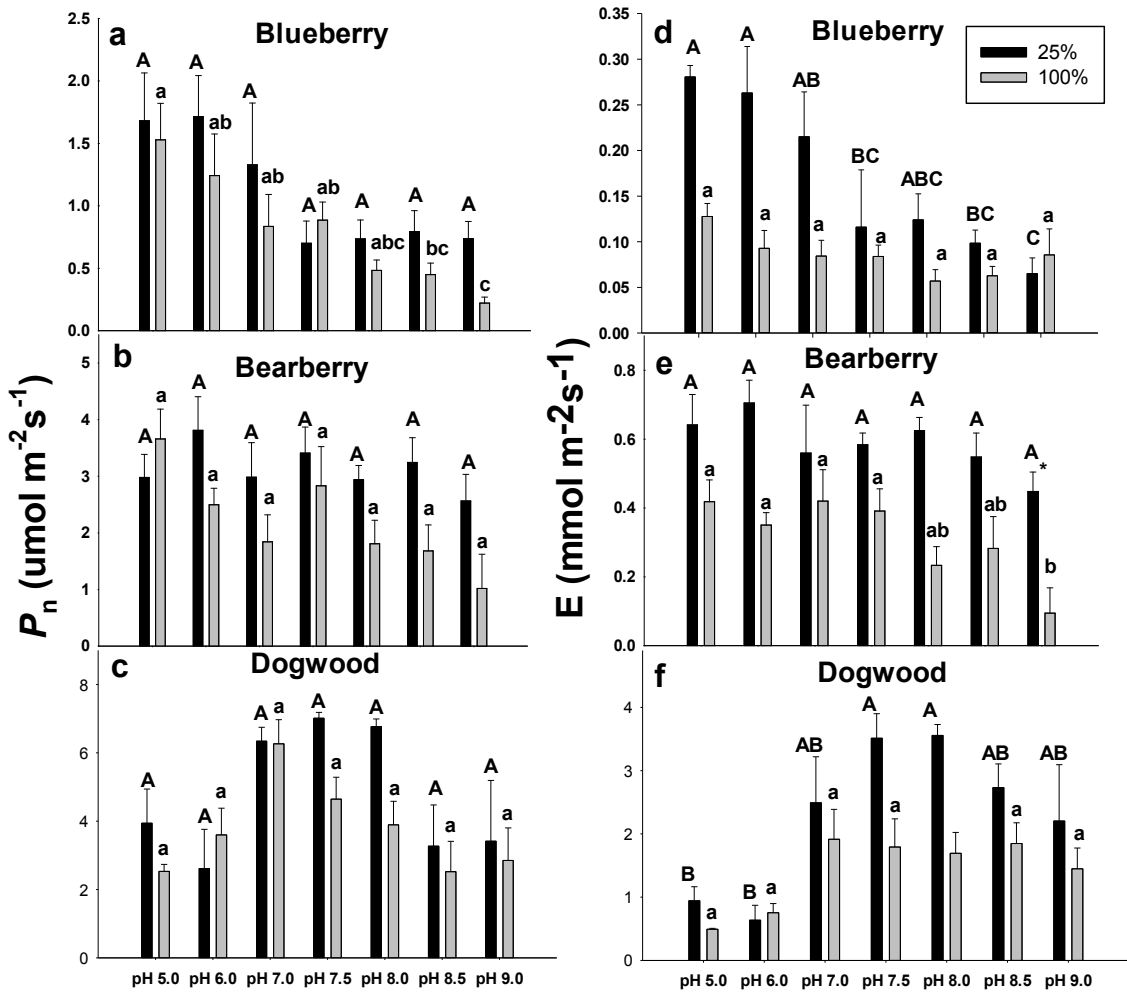 a
Blueberry
2.5
2.0
1.5
1.0
0.5
0.0
A
a
A
ab
A
ab
A
ab
A
abc
A
bc
A
c
d
Blueberry
25%
100%
0.35
0.30
0.25
0.20
0.15
0.10
0.05
0.00
A
a
A
a
AB
a
BC
a
ABC
a
BC
a
C
a
b
Bearberry
5
4
3
2
1
0
A
a
A
a
A
a
A
a
A
a
A
a
A
a
e
Bearberry
0.8
0.6
0.4
0.2
0.0
A
a
A
a
A
a
A
a
A
ab
A
ab
A
*
b
c
Dogwood
8
6
4
2
0
A
a
A
a
A
a
A
a
A
a
A
a
A
a
f
Dogwood
4
3
2
1
0
B
a
B
a
AB
a
A
a
A
AB
a
AB
a
Pn (umol m-2s-1)
E (mmol m-2s-1)
pH 5.0 pH 6.0 pH 7.0 pH 7.5 pH 8.0 pH 8.5 pH 9.0
pH 5.0 pH 6.0 pH 7.0 pH 7.5 pH 8.0 pH 8.5 pH 9.0